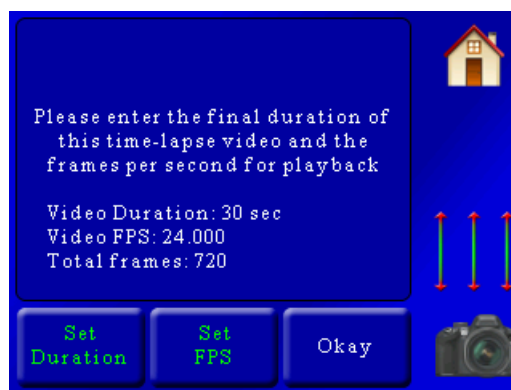 Please enter the final duration of
this time-lapse video and the
frames per second for playback
Video Duration: 30 sec
Video FPS: 24.000
Total frames: 720
Set
Duration
Set
FPS
Okay